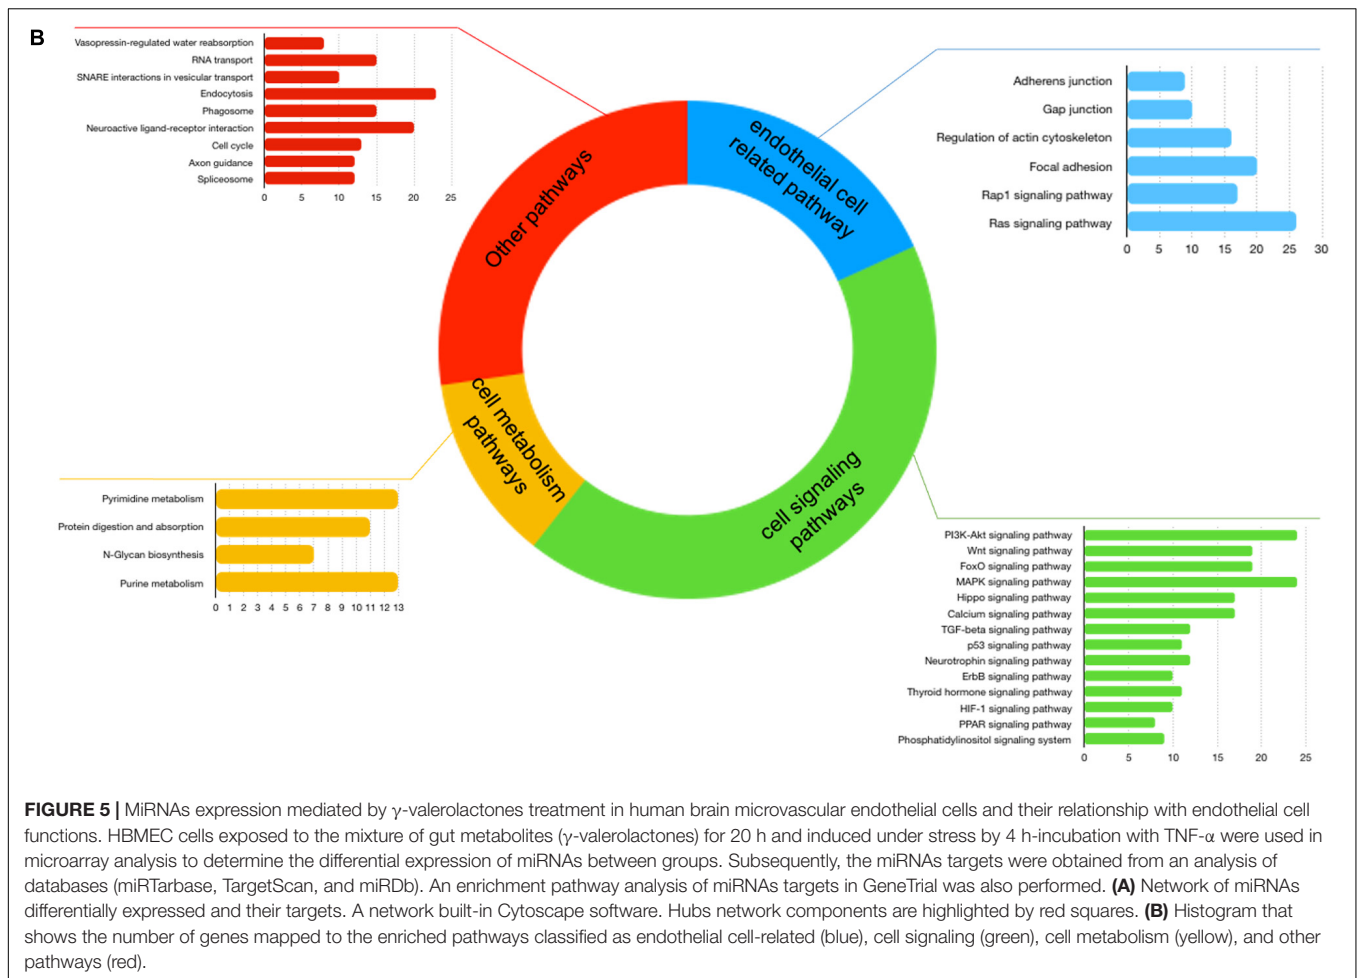 B
Vasopressin-regulated water reabsorption
RNA transport
SNARE interactions in vesicular transport
Endocytosis
Phagosome
Neuroactive ligand-receptor interaction
Cell cycle
Axon guidance
Spliceosome
0 5 10 15 20 25
Adherens junction
Gap junction
Regulation of actin cytoskeleton
Focal adhesion
Rap1 signaling pathway
Ras signaling pathway
0 5 10 15 20 25 30
Other pathways
endothelial cell
related pathway
cell metabolism
pathways
cell signaling
pathways
Pyrimidine metabolism
Protein digestion and absorption
N-Glycan biosynthesis
Purine metabolism
0 1 2 3 4 5 6 7 8 9 10 11 12 13
PI3K-Akt signaling pathway
Wnt signaling pathway
FoxO signaling pathway
MAPK signaling pathway
Hippo signaling pathway
Calcium signaling pathway
TGF-beta signaling pathway
p53 signaling pathway
Neurotrophin signaling pathway
ErbB signaling pathway
Thyroid hormone signaling pathway
HIF-1 signaling pathway
PPAR signaling pathway
Phosphatidylinositol signaling system
0 5 10 15 20 25
FIGURE 5 | MiRNAs expression mediated by γ-valerolactones treatment in human brain microvascular endothelial cells and their relationship with endothelial cell
functions. HBMEC cells exposed to the mixture of gut metabolites (γ-valerolactones) for 20 h and induced under stress by 4 h-incubation with TNF-α were used in
microarray analysis to determine the differential expression of miRNAs between groups. Subsequently, the miRNAs targets were obtained from an analysis of
databases (miRTarbase, TargetScan, and miRDb). An enrichment pathway analysis of miRNAs targets in GeneTrial was also performed. (A) Network of miRNAs
differentially expressed and their targets. A network built-in Cytoscape software. Hubs network components are highlighted by red squares. (B) Histogram that
shows the number of genes mapped to the enriched pathways classified as endothelial cell-related (blue), cell signaling (green), cell metabolism (yellow), and other
pathways (red).